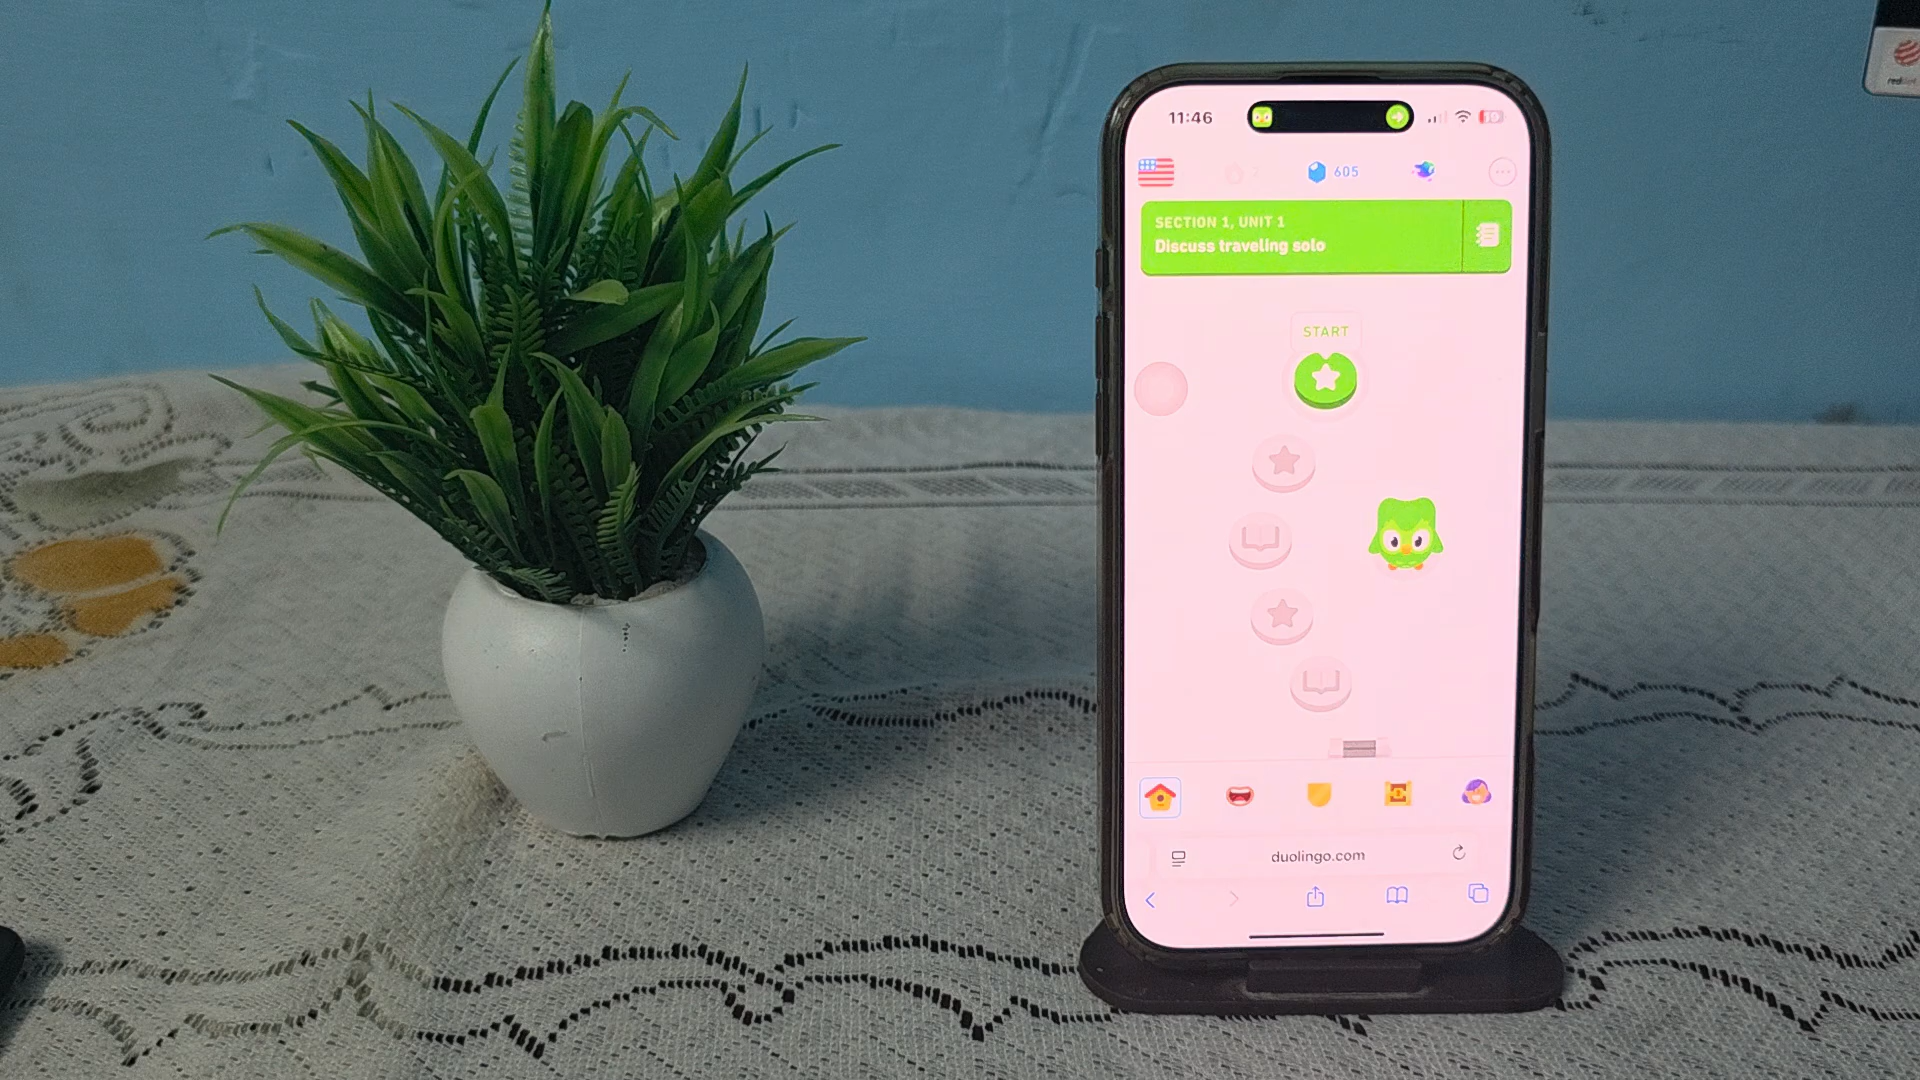 11:46
605
SECTION 1, UNIT 1
Discuss traveling solo
START
duolingo.com